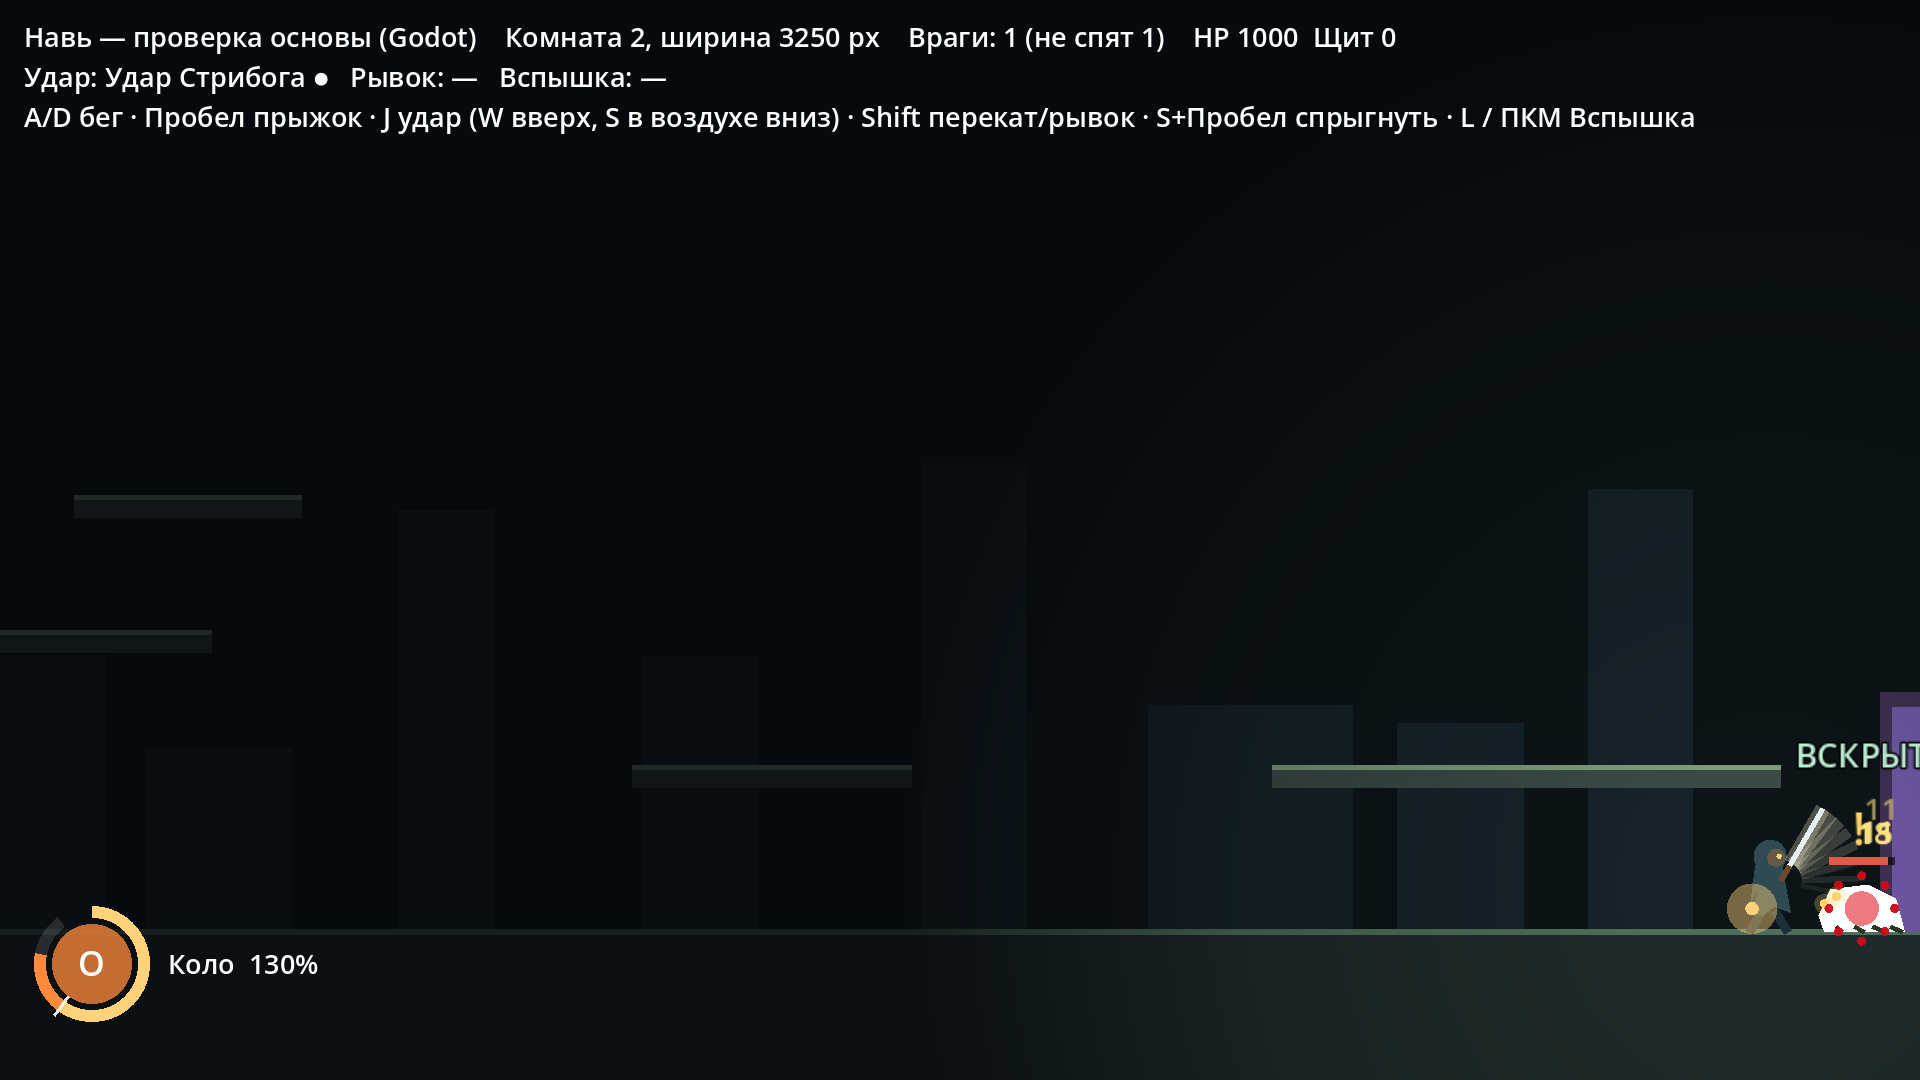 Навь — проверка основы (Godot) Комната 2, ширина 3250 px Враги: 1 (не спят 1) HP 1000 Щит 0
Удар: Удар Стрибога ● Рывок: — Вспышка: —
A/D бег · Пробел прыжок · J удар (W вверх, S в воздухе вниз) · Shift перекат/рывок · S+Пробел спрыгнуть · L / ПКМ Вспышка
ВСКРЫТ
11
18
О
Коло 130%